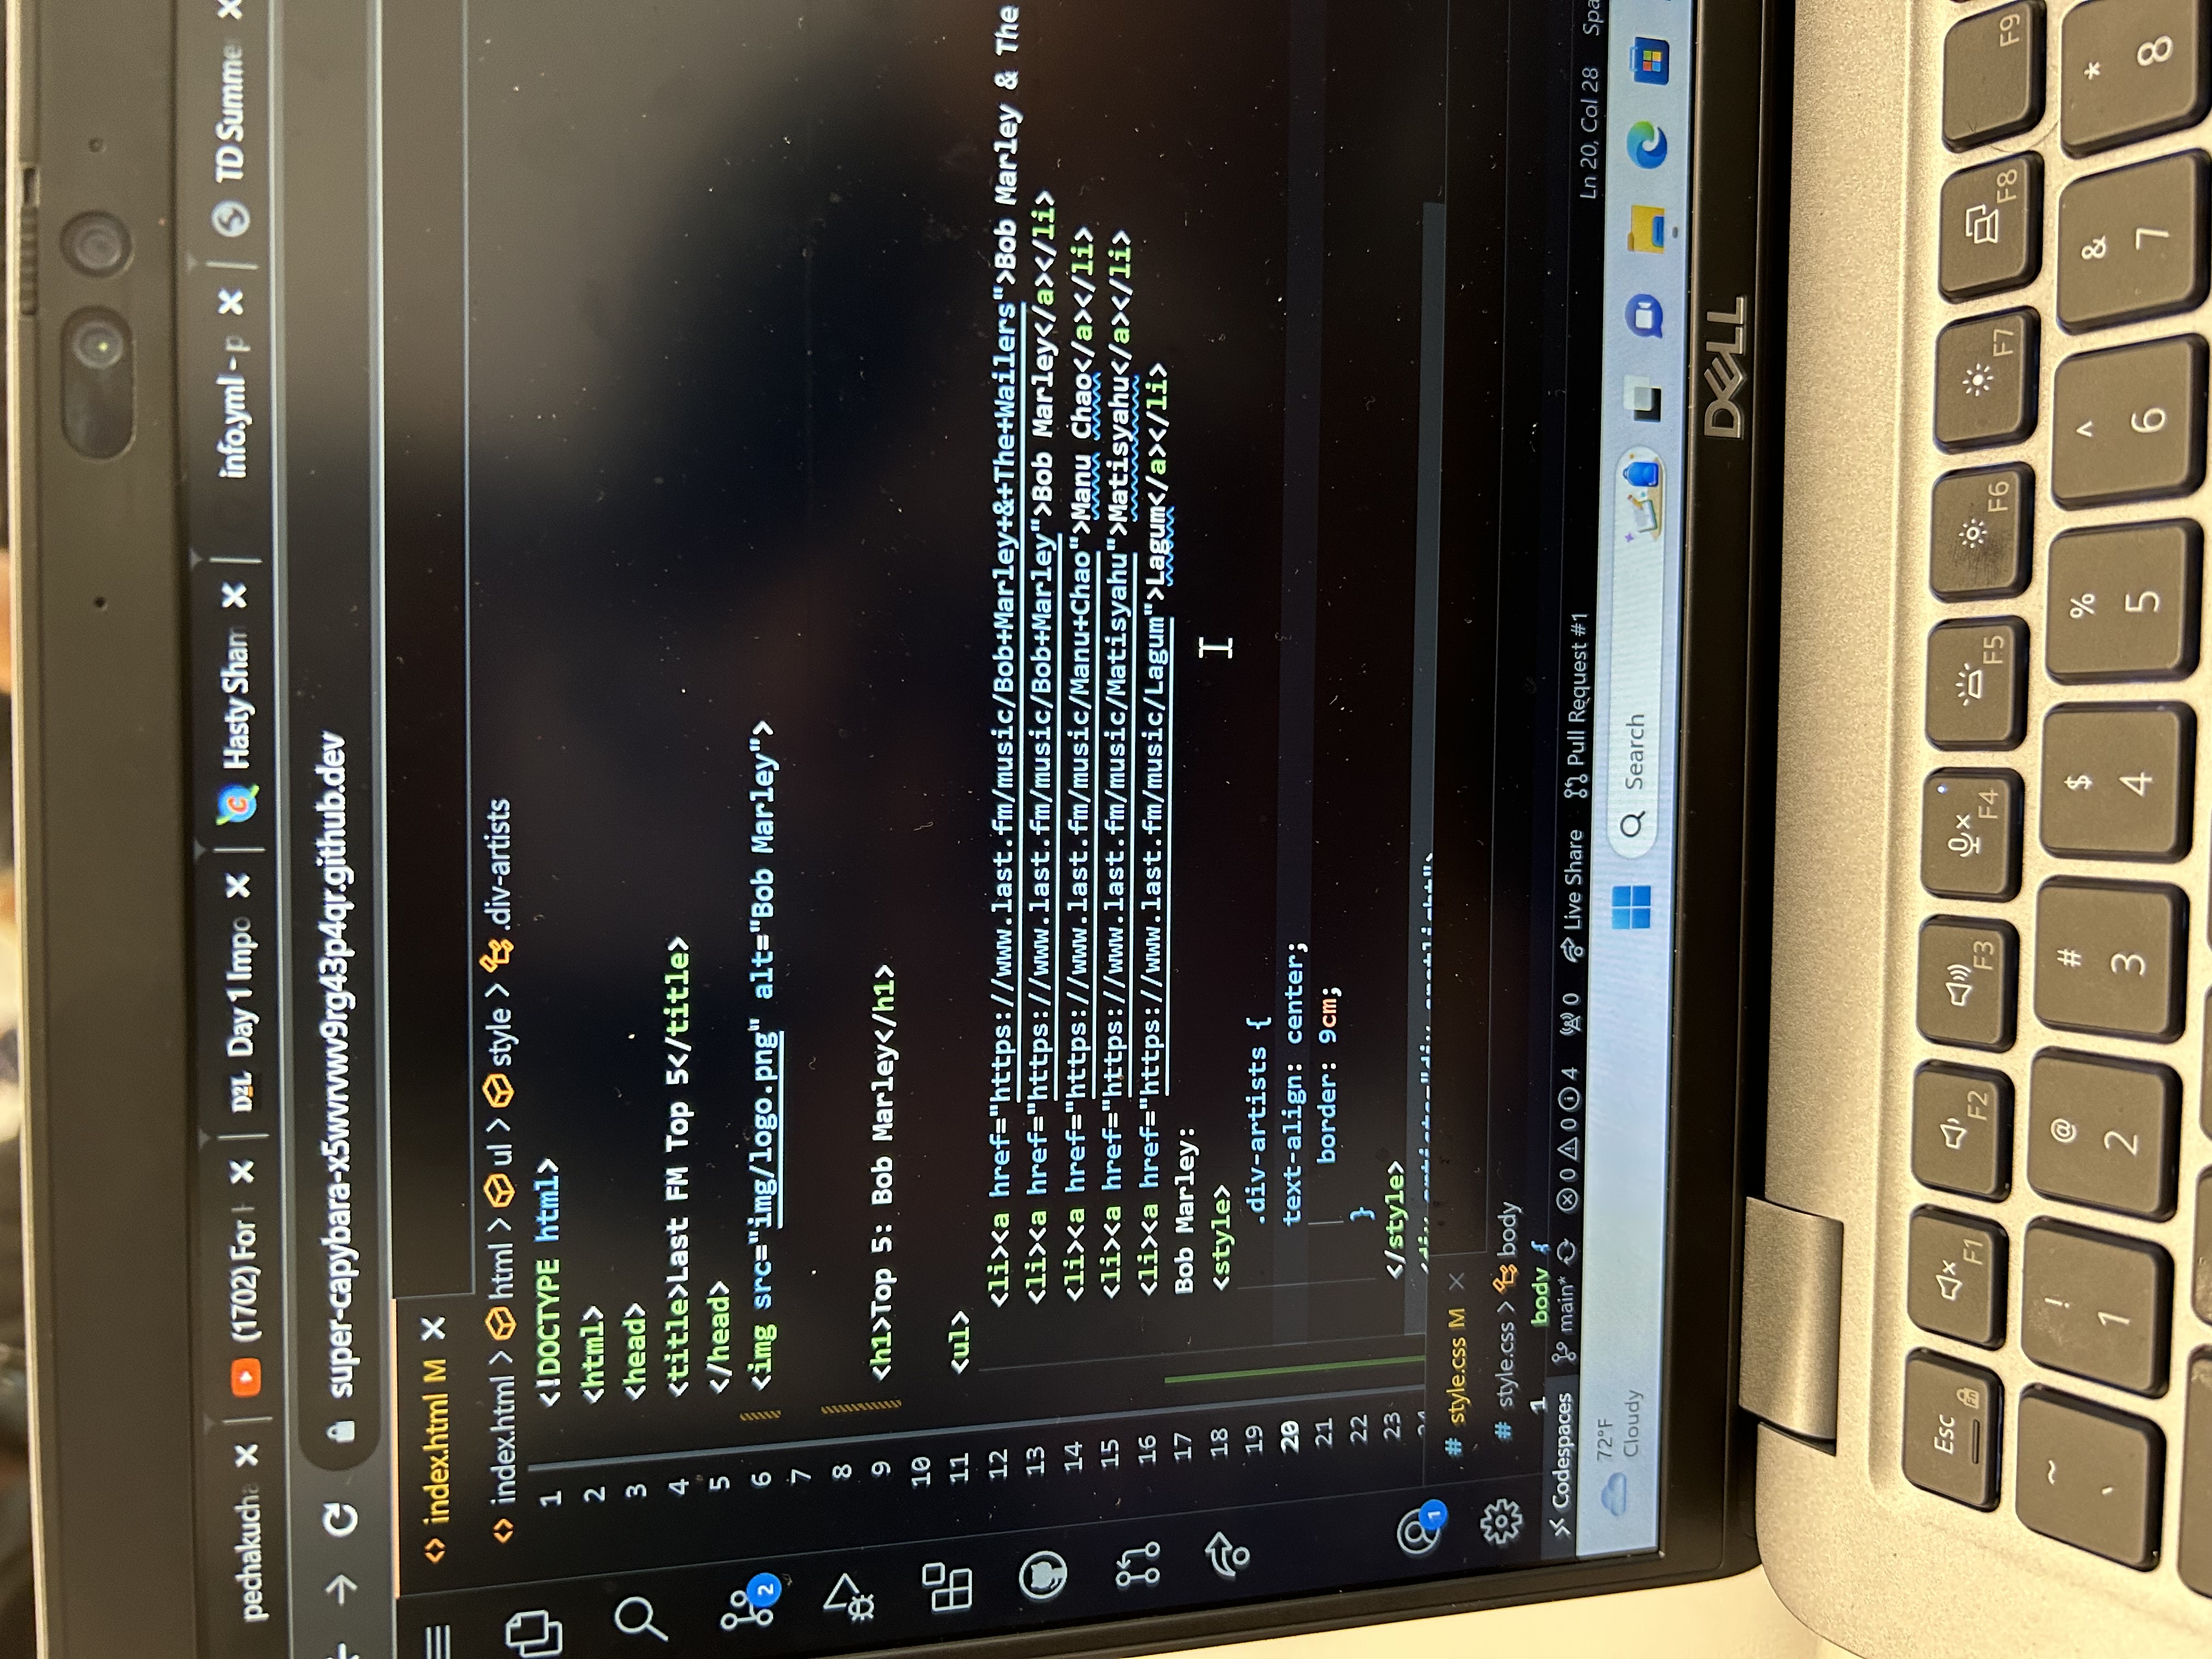 pechakuch
(1702) For
D2L Day 1 Impo
Hasty Sham
info.yml - p
TD Summe
super-capybara-x5wvrvwv9rg43p4qr.github.dev
index.html M
index.html > html > ul > style > .div-artists
1 <!DOCTYPE html>
2 <html>
3 <head>
4 <title>Last FM Top 5</title>
5 </head>
6 <img src="img/logo.png" alt="Bob Marley">
7
8
9 <h1>Top 5: Bob Marley</h1>
10
11 <ul>
12 <li><a href="https://www.last.fm/music/Bob+Marley+&+The+Wailers">Bob Marley & The
13 <li><a href="https://www.last.fm/music/Bob+Marley">Bob Marley</a></li>
14 <li><a href="https://www.last.fm/music/Manu+Chao">Manu Chao</a></li>
15 <li><a href="https://www.last.fm/music/Matisyahu">Matisyahu</a></li>
16 <li><a href="https://www.last.fm/music/Lagum">Lagum</a></li>
17 Bob Marley:
18 <style>
19 .div-artists {
20 text-align: center;
21 border: 9cm;
22 }
23 </style>
24 <div artists="div spotlight">
2
1
# style.css M
# style.css > body
1 body {
Codespaces main* 0 0 4 0 Live Share Pull Request #1 Ln 20, Col 28 Spa
72°F
Cloudy
Search
DELL
Esc Fn F1 F2 F3 F4 F5 F6 F7 F8 F9
~ ! @ # $ % ^ & *
` 1 2 3 4 5 6 7 8